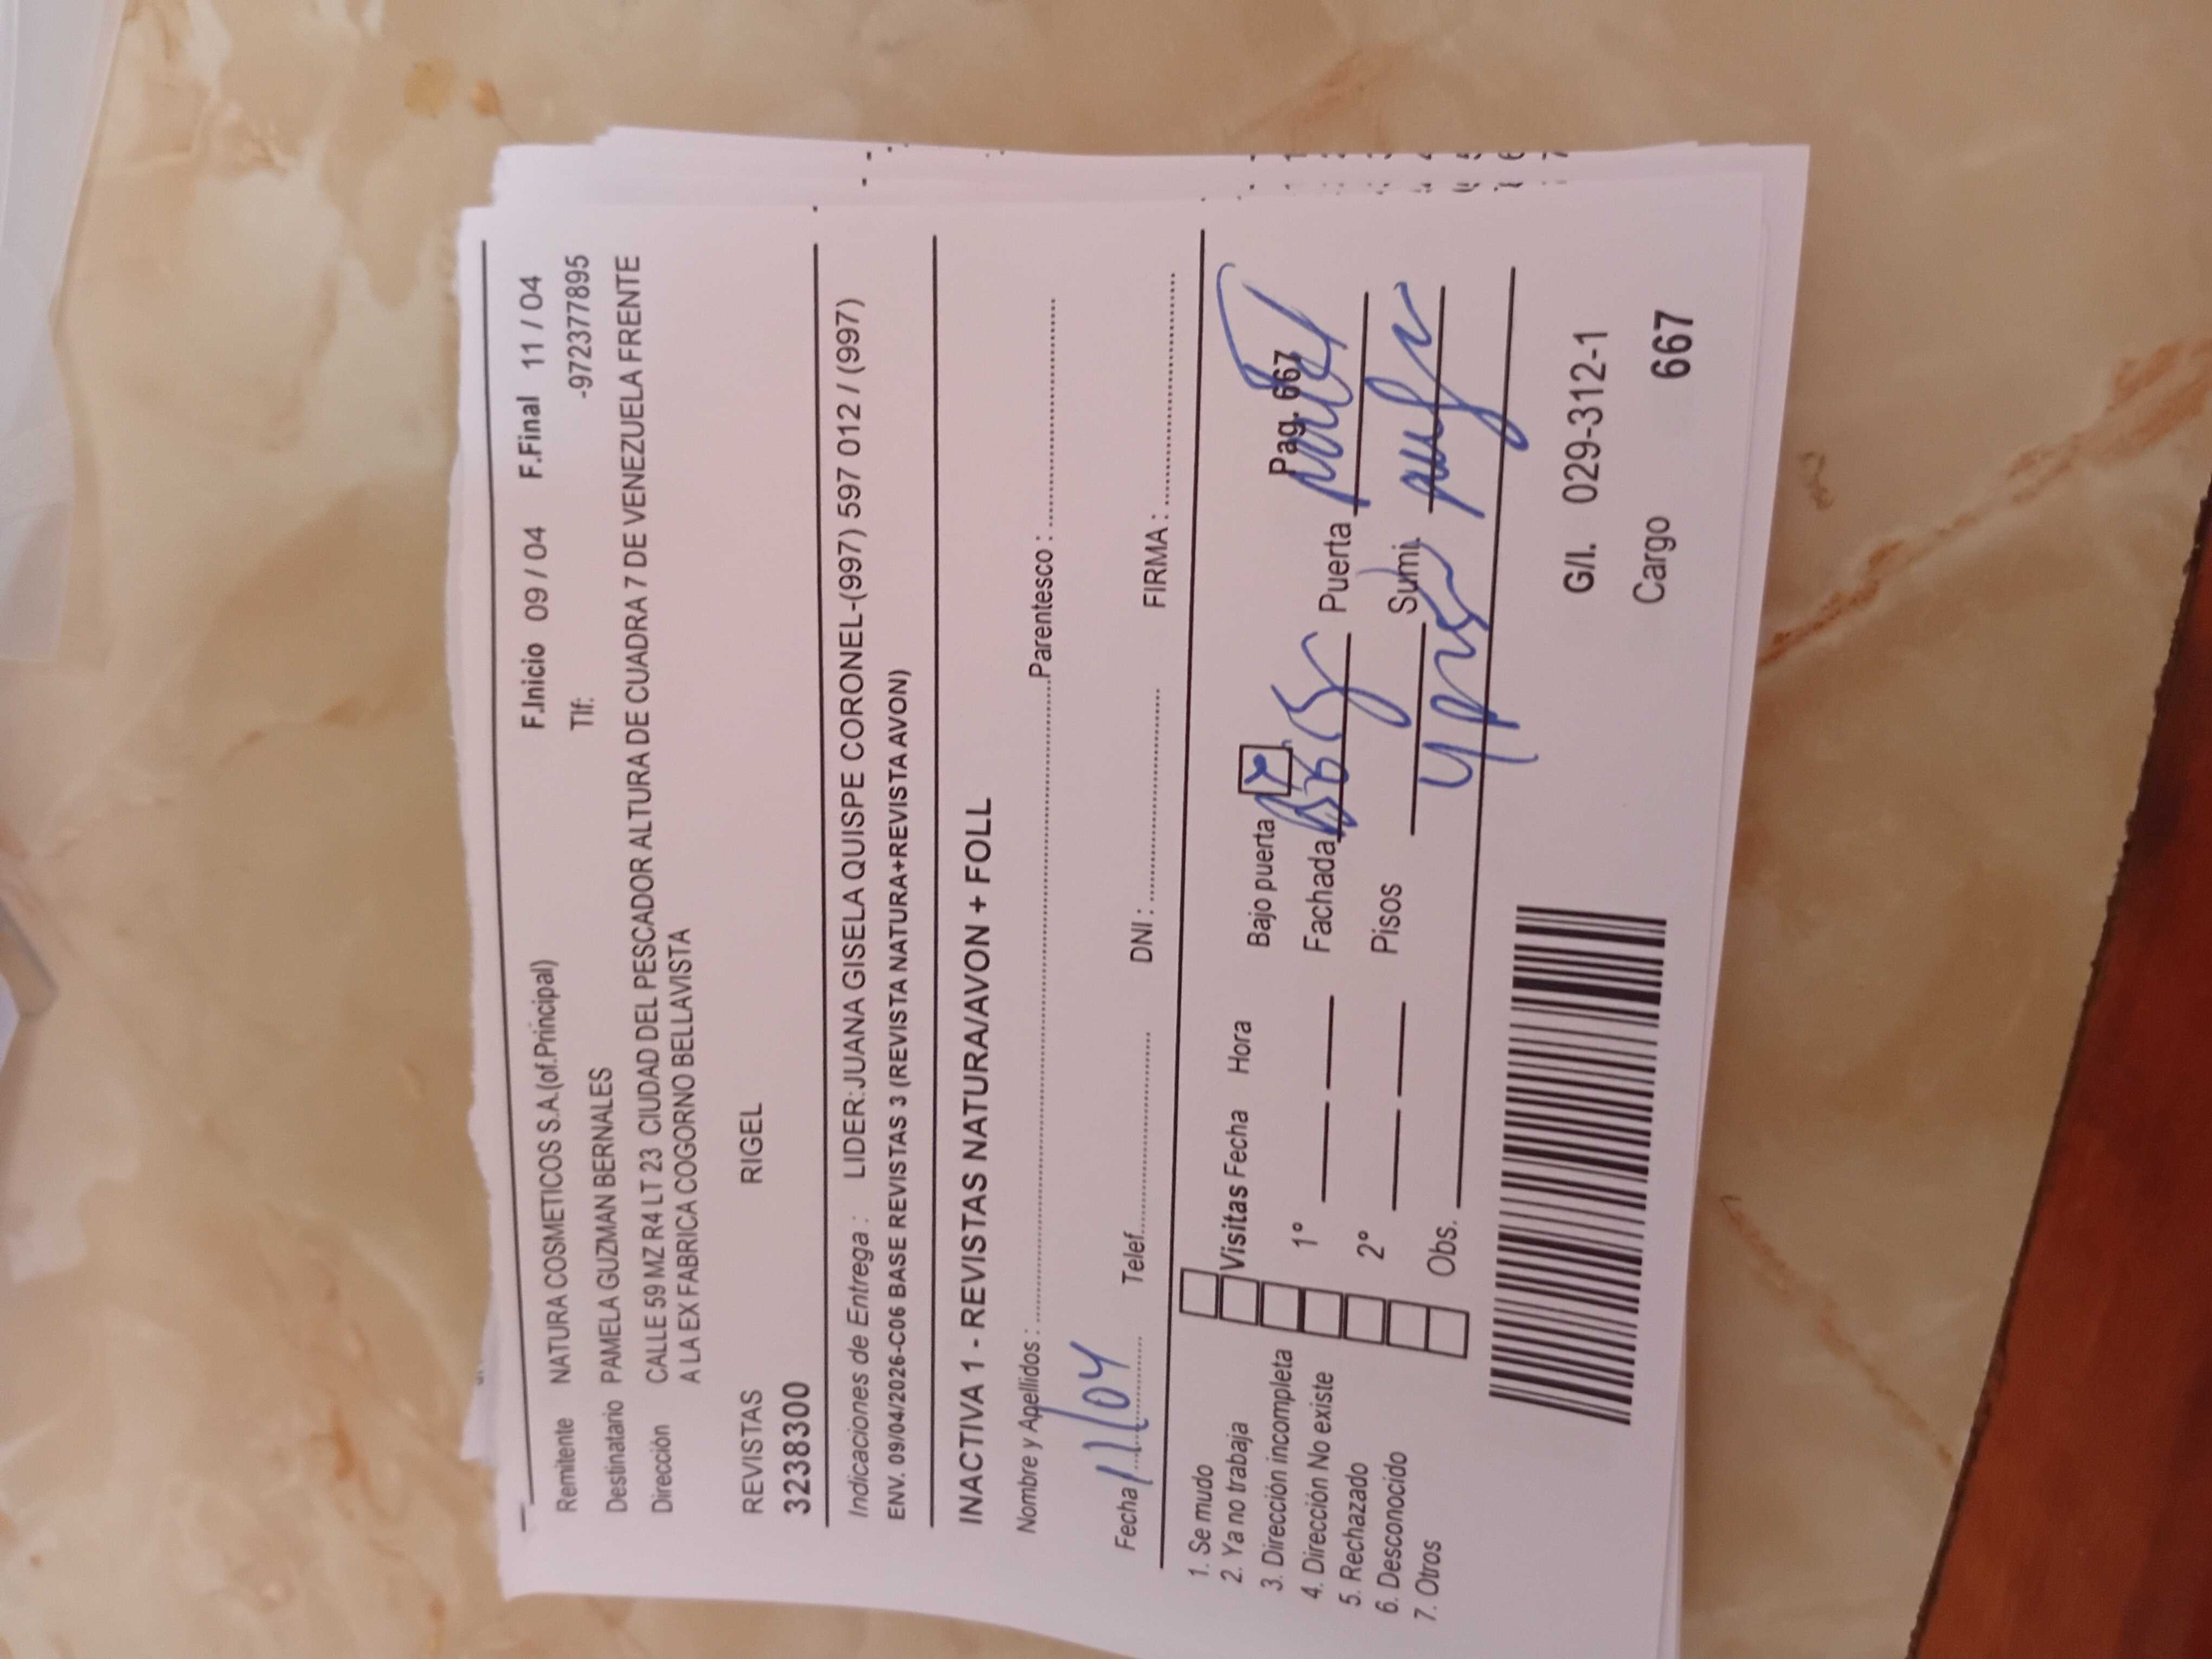 F.Inicio 09 / 04 F.Final 11 / 04
Remitente NATURA COSMETICOS S.A.(of.Principal) Tlf: -972377895
Destinatario PAMELA GUZMAN BERNALES
Dirección CALLE 59 MZ R4 LT 23 CIUDAD DEL PESCADOR ALTURA DE CUADRA 7 DE VENEZUELA FRENTE
A LA EX FABRICA COGORNO BELLAVISTA
REVISTAS RIGEL
3238300
Indicaciones de Entrega : LIDER:JUANA GISELA QUISPE CORONEL-(997) 597 012 / (997)
ENV. 09/04/2026-C06 BASE REVISTAS 3 (REVISTA NATURA+REVISTA AVON)
INACTIVA 1 - REVISTAS NATURA/AVON + FOLL
Nombre y Apellidos : Parentesco :
Fecha 11/04 Telef. DNI : FIRMA :
1. Se mudo
2. Ya no trabaja Visitas Fecha Hora Bajo puerta Pag. 667
3. Dirección incompleta 1° Fachada Puerta
4. Dirección No existe
5. Rechazado 2° Pisos Sumi.
6. Desconocido
7. Otros Obs.
G/I. 029-312-1
Cargo 667